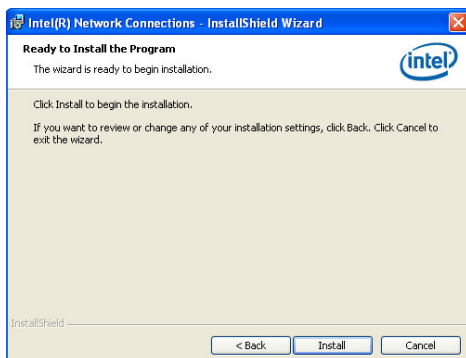 Intel(R) Network Connections - InstallShield Wizard
Ready to Install the Program
The wizard is ready to begin installation.
intel
Click Install to begin the installation.
If you want to review or change any of your installation settings, click Back. Click Cancel to
exit the wizard.
InstallShield
< Back
Install
Cancel